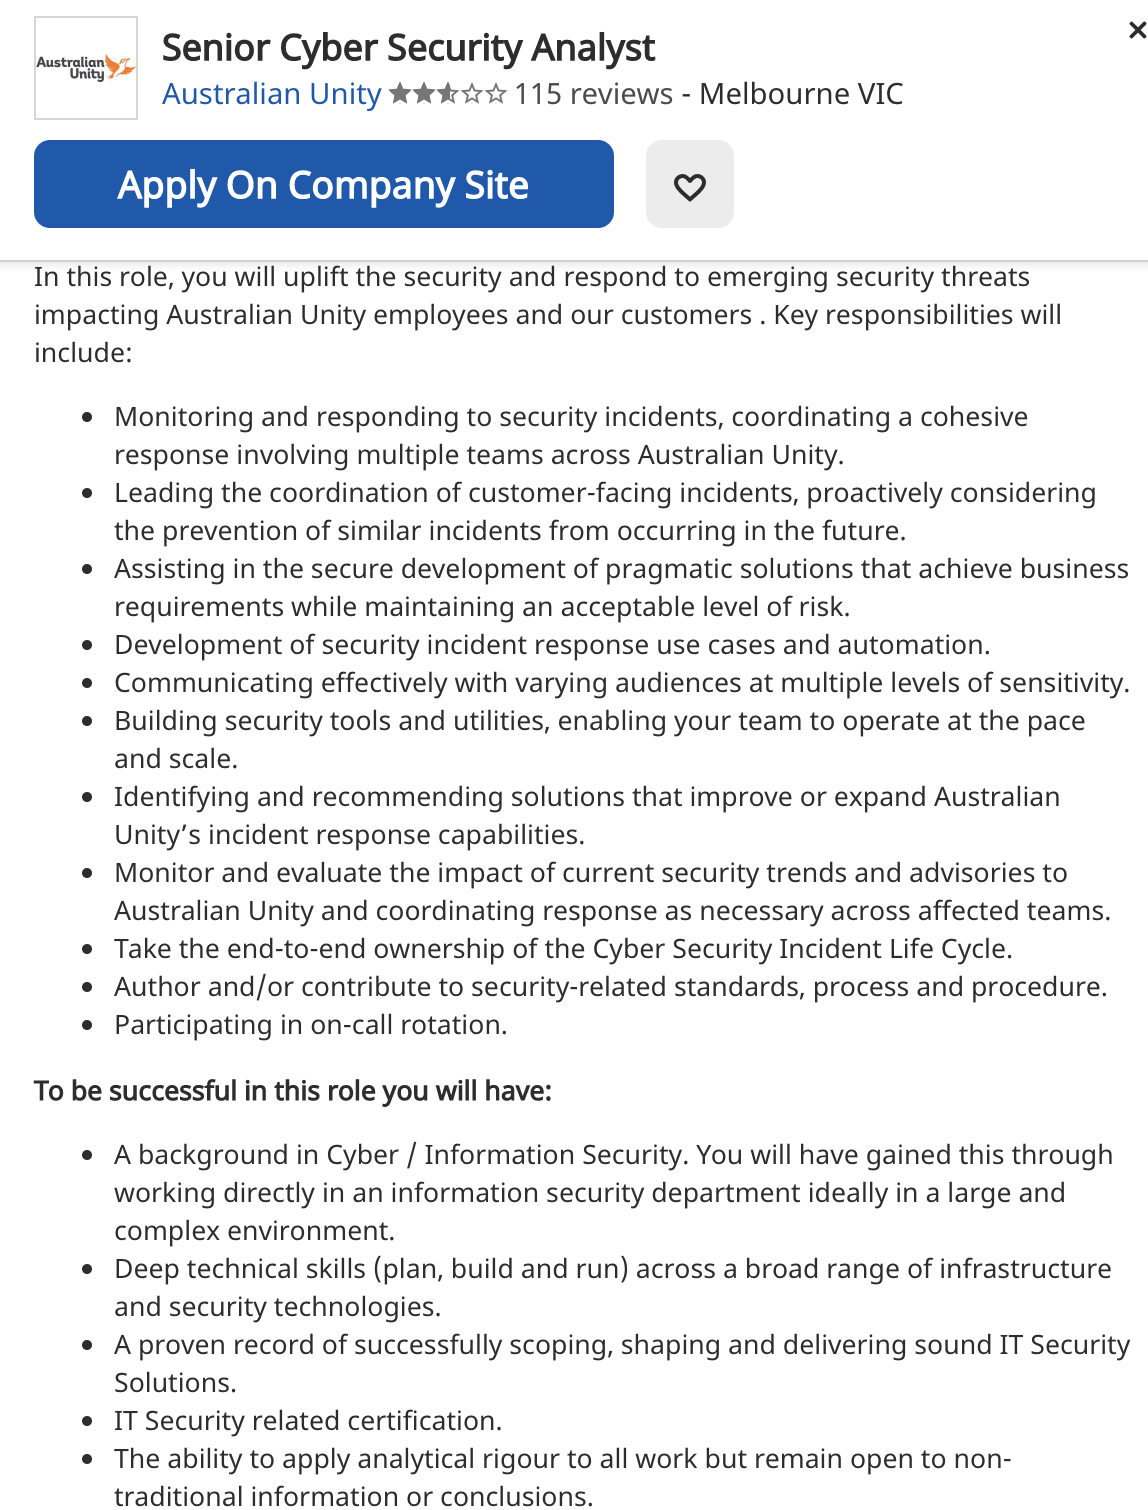 Australian
Unity
Senior Cyber Security Analyst
Australian Unity ★★★☆☆ 115 reviews - Melbourne VIC
Apply On Company Site
In this role, you will uplift the security and respond to emerging security threats
impacting Australian Unity employees and our customers . Key responsibilities will
include:
• Monitoring and responding to security incidents, coordinating a cohesive
response involving multiple teams across Australian Unity.
• Leading the coordination of customer-facing incidents, proactively considering
the prevention of similar incidents from occurring in the future.
• Assisting in the secure development of pragmatic solutions that achieve business
requirements while maintaining an acceptable level of risk.
• Development of security incident response use cases and automation.
• Communicating effectively with varying audiences at multiple levels of sensitivity.
• Building security tools and utilities, enabling your team to operate at the pace
and scale.
• Identifying and recommending solutions that improve or expand Australian
Unity’s incident response capabilities.
• Monitor and evaluate the impact of current security trends and advisories to
Australian Unity and coordinating response as necessary across affected teams.
• Take the end-to-end ownership of the Cyber Security Incident Life Cycle.
• Author and/or contribute to security-related standards, process and procedure.
• Participating in on-call rotation.
To be successful in this role you will have:
• A background in Cyber / Information Security. You will have gained this through
working directly in an information security department ideally in a large and
complex environment.
• Deep technical skills (plan, build and run) across a broad range of infrastructure
and security technologies.
• A proven record of successfully scoping, shaping and delivering sound IT Security
Solutions.
• IT Security related certification.
• The ability to apply analytical rigour to all work but remain open to non-
traditional information or conclusions.